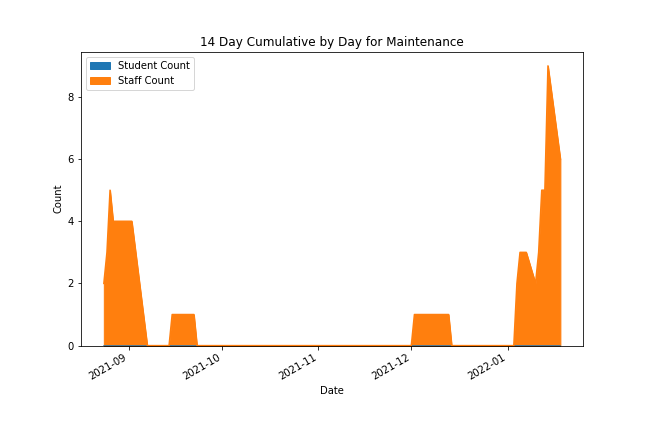 14 Day Cumulative by Day for Maintenance
Student Count
Staff Count
8
6
4
2
0
Count
2021-09
2021-10
2021-11
2021-12
2022-01
Date